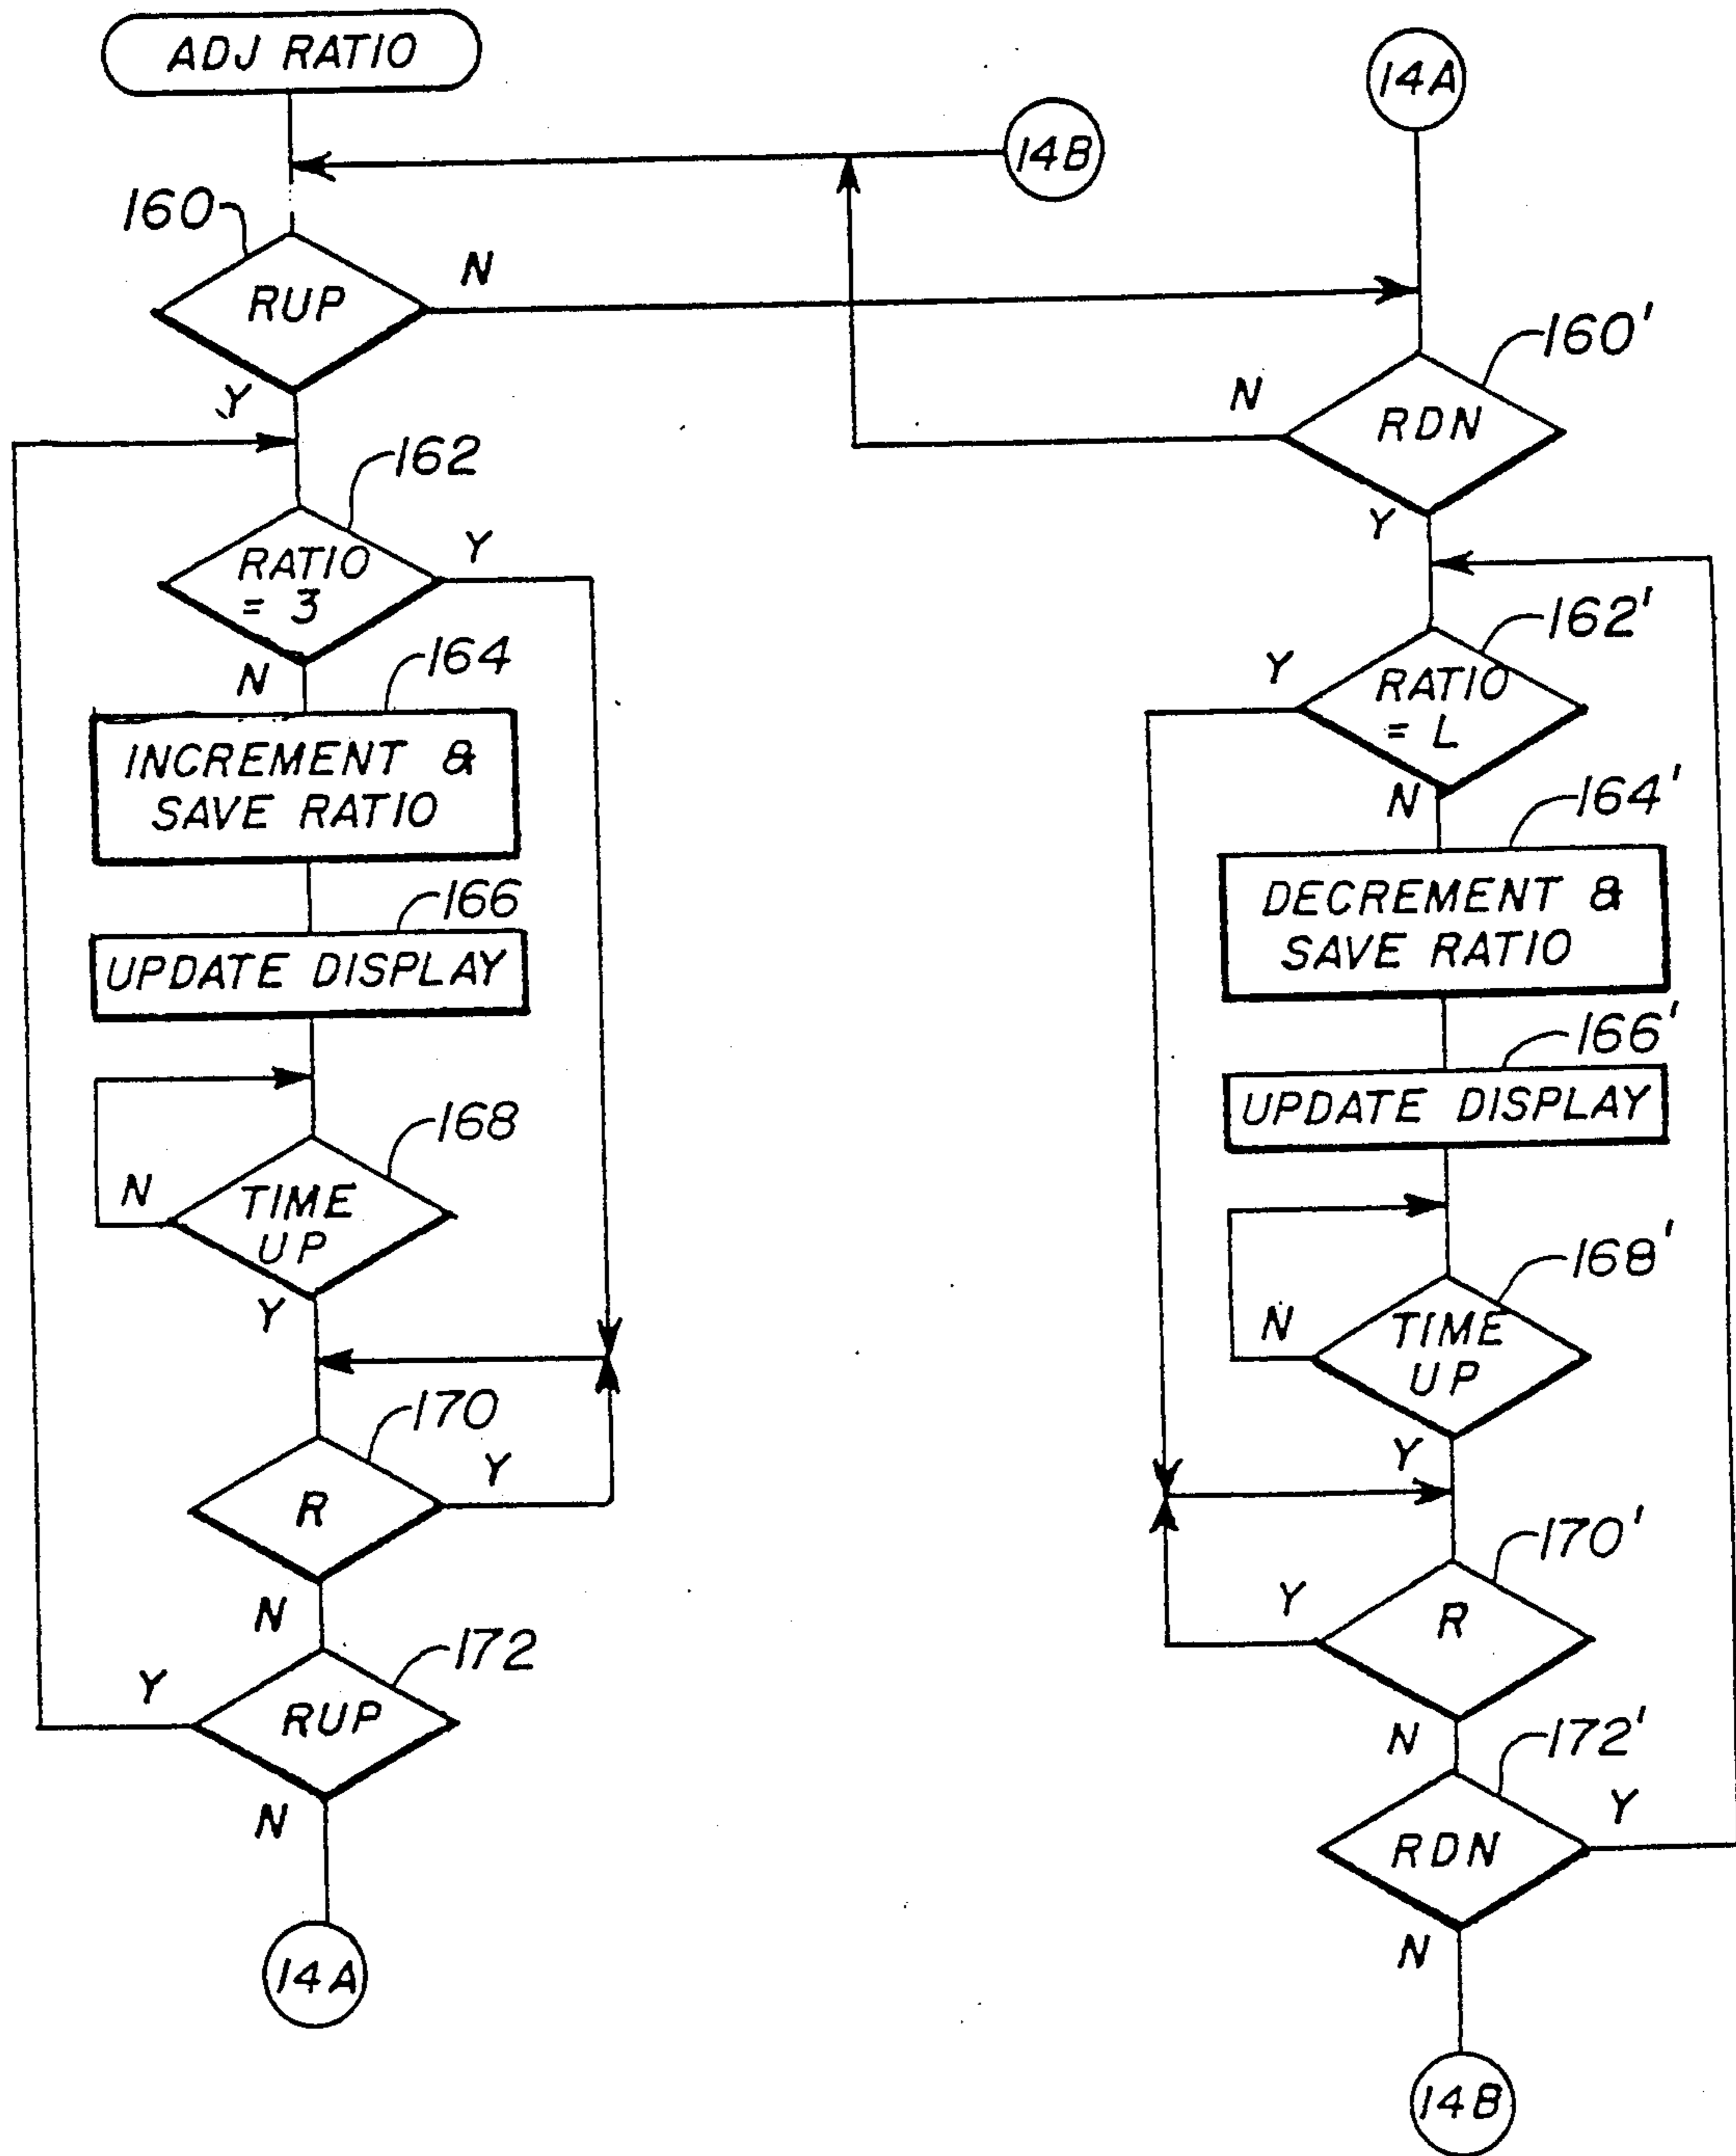 ADJ RATIO
14B
160
RUP
N
Y
162
RATIO
= 3
Y
N
164
INCREMENT &
SAVE RATIO
166
UPDATE DISPLAY
168
TIME
UP
N
Y
170
R
Y
N
172
RUP
Y
N
14A
14A
160'
RDN
N
Y
162'
RATIO
= L
Y
N
164'
DECREMENT &
SAVE RATIO
166'
UPDATE DISPLAY
168'
TIME
UP
N
Y
170'
R
Y
N
172'
RDN
Y
N
14B